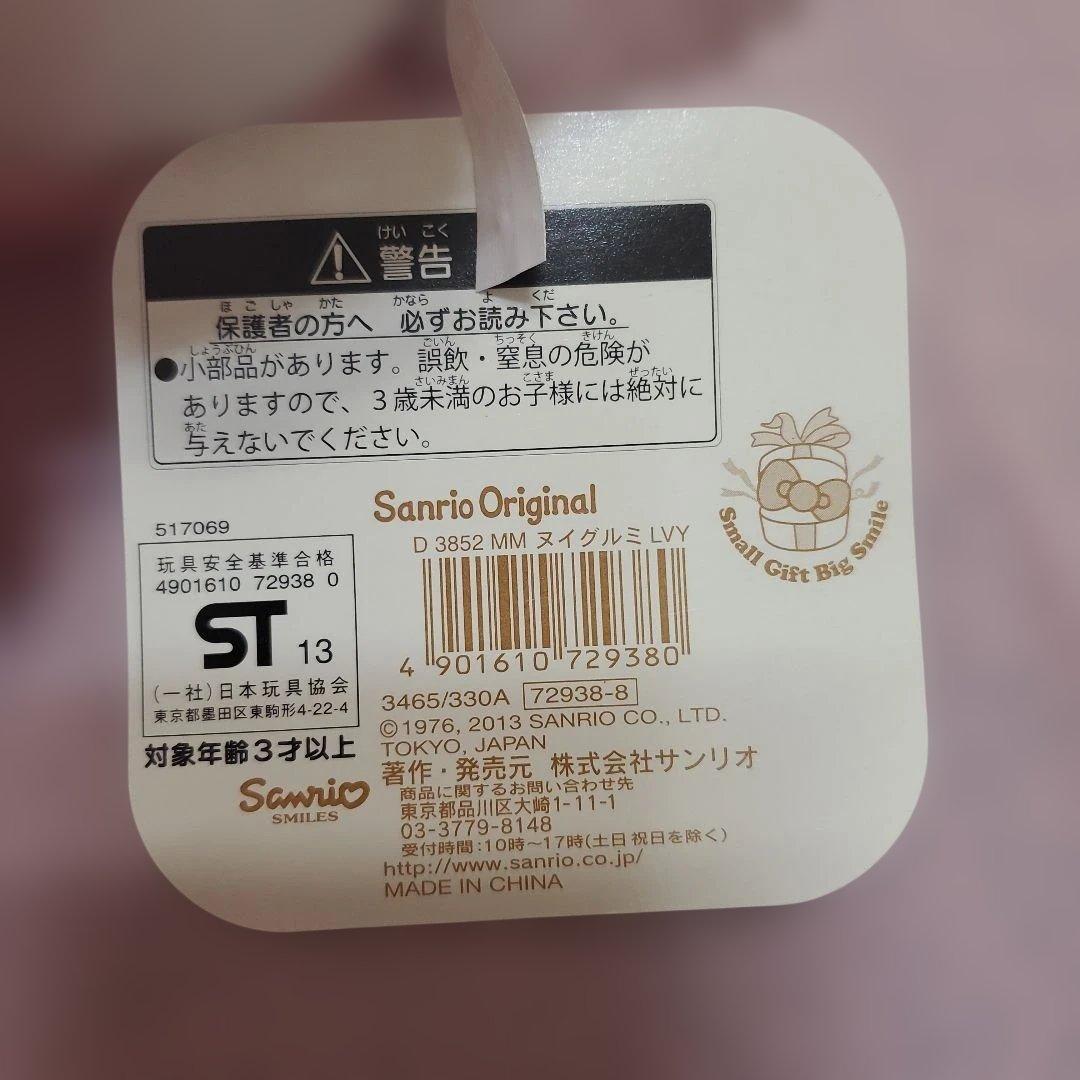 けい こく
警告
ほ ご しゃ かた かなら よ くだ
保護者の方へ 必ずお読み下さい。
しょうぶひん ごいん ちっそく きけん
●小部品があります。誤飲・窒息の危険が
さいみまん こさま ぜったい
ありますので、3歳未満のお子様には絶対に
あた
与えないでください。
Small Gift Big Smile
517069
玩具安全基準合格
4901610 72938 0
ST 13
(一社)日本玩具協会
東京都墨田区東駒形4-22-4
対象年齢3才以上
Sanrio
SMILES
Sanrio Original
D 3852 MM ヌイグルミ LVY
4 901610 729380
3465/330A 72938-8
©1976, 2013 SANRIO CO., LTD.
TOKYO, JAPAN
著作・発売元 株式会社サンリオ
商品に関するお問い合わせ先
東京都品川区大崎1-11-1
03-3779-8148
受付時間:10時~17時(土日祝日を除く)
http://www.sanrio.co.jp/
MADE IN CHINA